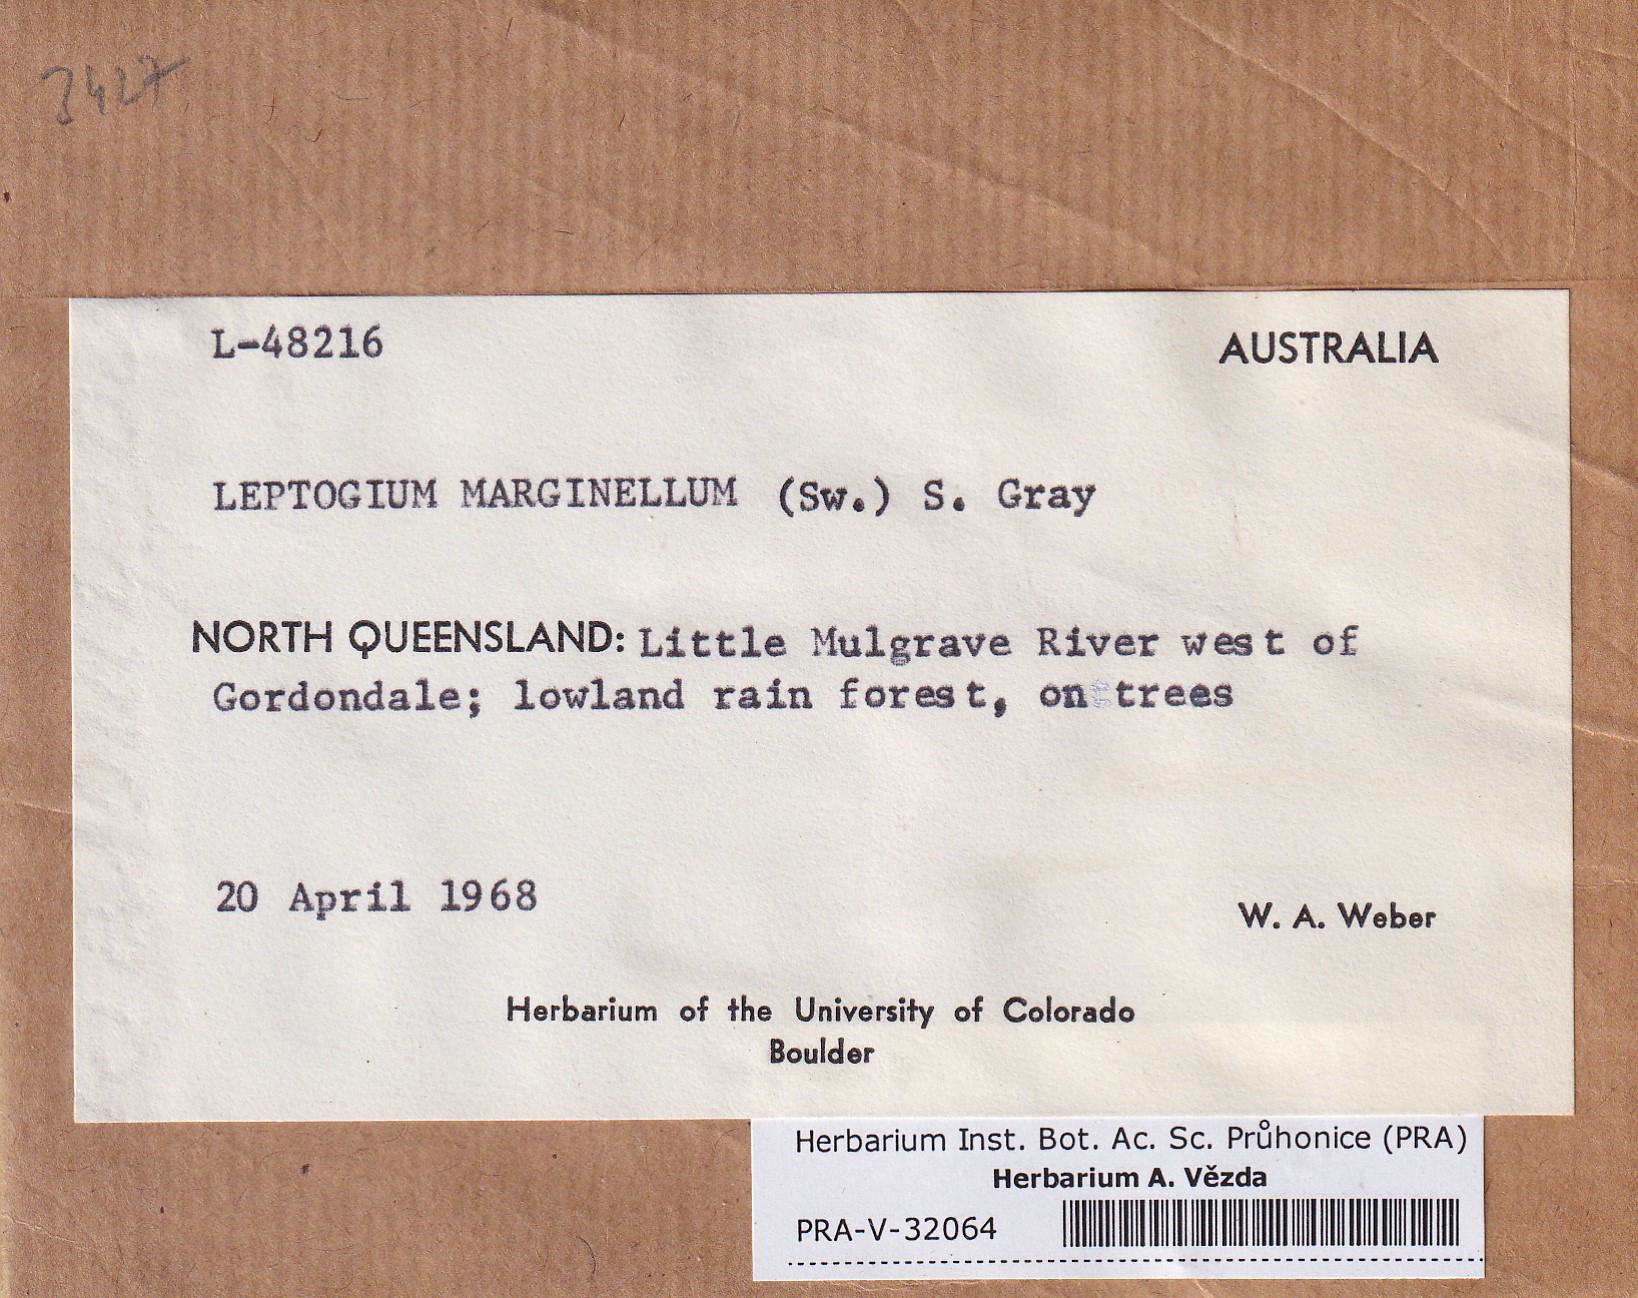 3427
L-48216
AUSTRALIA
LEPTOGIUM MARGINELLUM (Sw.) S. Gray
NORTH QUEENSLAND: Little Mulgrave River west of
Gordondale; lowland rain forest, on trees
20 April 1968
W. A. Weber
Herbarium of the University of Colorado
Boulder
Herbarium Inst. Bot. Ac. Sc. Průhonice (PRA)
Herbarium A. Vězda
PRA-V-32064